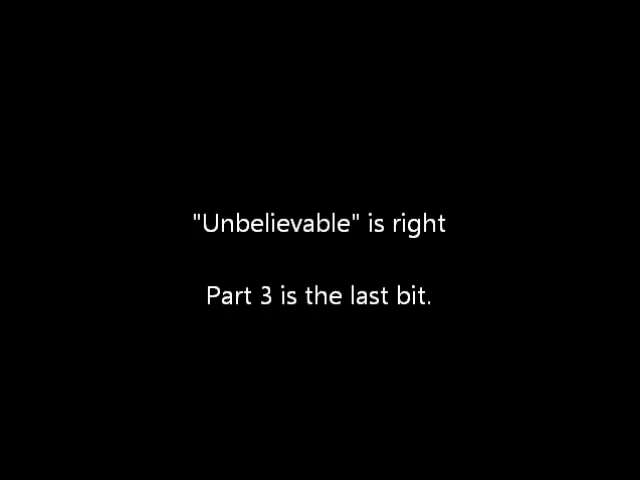 "Unbelievable" is right
Part 3 is the last bit.